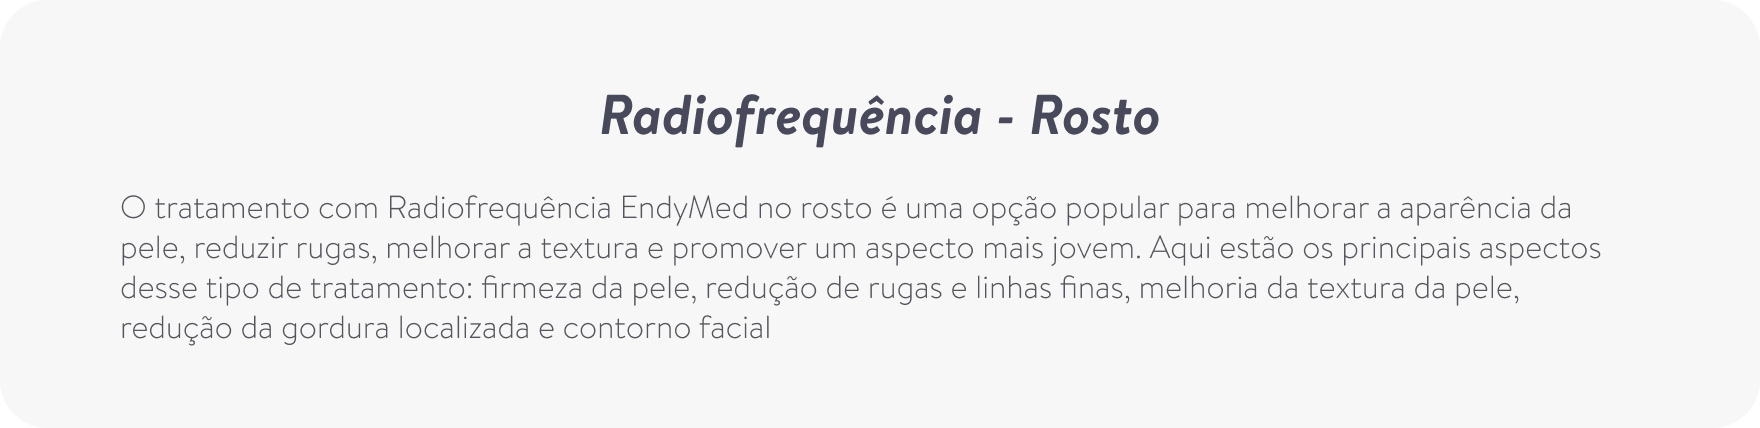 Radiofrequência - Rosto
O tratamento com Radiofrequência EndyMed no rosto é uma opção popular para melhorar a aparência da
pele, reduzir rugas, melhorar a textura e promover um aspecto mais jovem. Aqui estão os principais aspectos
desse tipo de tratamento: firmeza da pele, redução de rugas e linhas finas, melhoria da textura da pele,
redução da gordura localizada e contorno facial